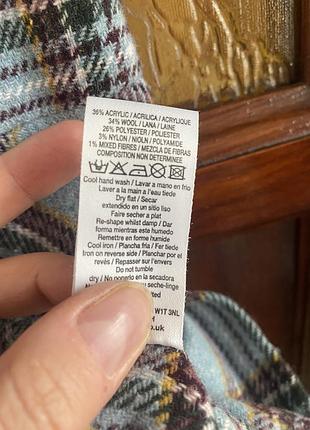 36% ACRYLIC / ACRILICA / ACRYLIQUE
34% WOOL / LANA / LAINE
26% POLYESTER / POLIESTER
3% NYLON / NILON / POLYAMIDE
1% MIXED FIBRES / MEZCLA DE FIBRAS
COMPOSITION NON DETERMINEE
Cool hand wash / Lavar a mano en frio
Laver à la main a l'eau tiede
Dry flat / Secar
extendido en un sitio liso
Faire secher a plat
Re-shape whilst damp / Dar
forma mientras este humedo
Remettre en forme humide
Cool iron / Plancha fria / Fer tiede
Iron on reverse side / Planchar por el
revés / Repasser sur l'envers
Do not tumble
dry / No
seche-linge
W1T 3NL
.co.uk